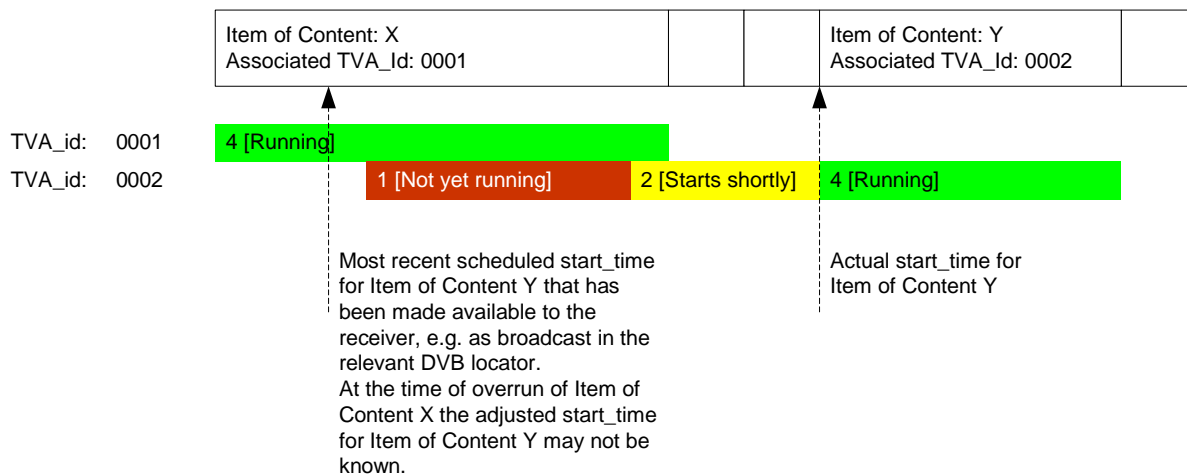 Item of Content: X
Associated TVA_Id: 0001
Item of Content: Y
Associated TVA_Id: 0002
TVA_id: 0001
4 [Running]
TVA_id: 0002
1 [Not yet running]
2 [Starts shortly]
4 [Running]
Most recent scheduled start_time
for Item of Content Y that has
been made available to the
receiver, e.g. as broadcast in the
relevant DVB locator.
At the time of overrun of Item of
Content X the adjusted start_time
for Item of Content Y may not be
known.
Actual start_time for
Item of Content Y